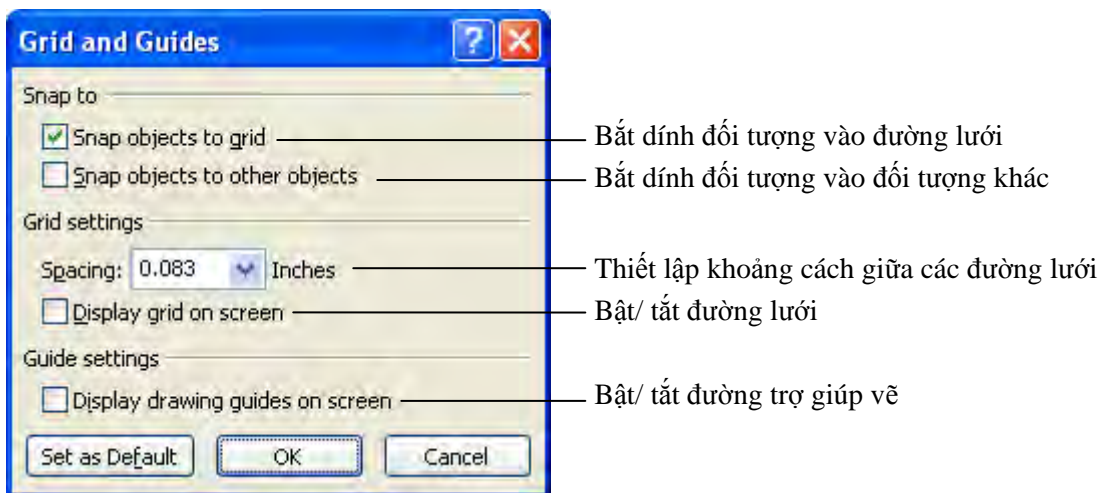 Grid and Guides
Snap to
Snap objects to grid Bắt dính đối tượng vào đường lưới
Snap objects to other objects Bắt dính đối tượng vào đối tượng khác
Grid settings
Spacing: 0.083 Inches Thiết lập khoảng cách giữa các đường lưới
Display grid on screen Bật/ tắt đường lưới
Guide settings
Display drawing guides on screen Bật/ tắt đường trợ giúp vẽ
Set as Default OK Cancel